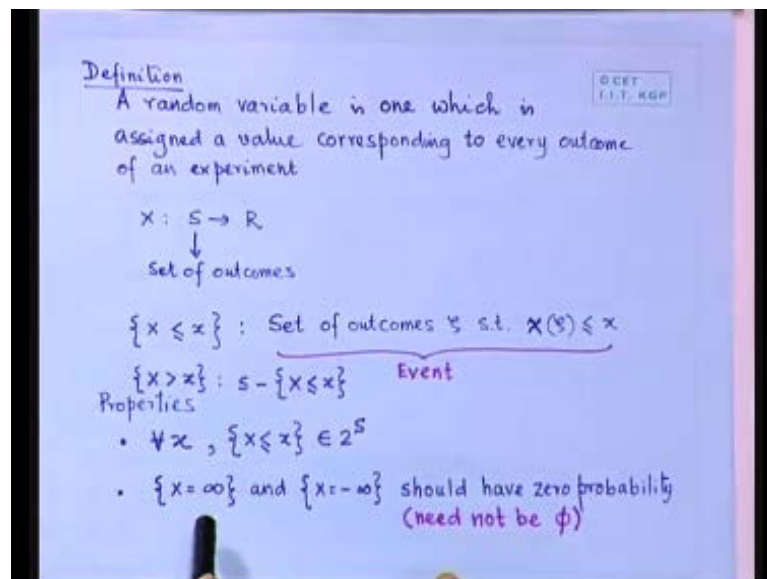 Definition
© CET
I.I.T. KGP
A random variable is one which is
assigned a value corresponding to every outcome
of an experiment
X : S → R
↓
Set of outcomes
{X ⩽ x} : Set of outcomes ξ s.t. X(ξ) ⩽ x
Event
{X > x} : S - {X ⩽ x}
Properties
• ∀x, {X ⩽ x} ∈ 2^S
• {X = ∞} and {X = -∞} should have zero probability
(need not be ϕ)